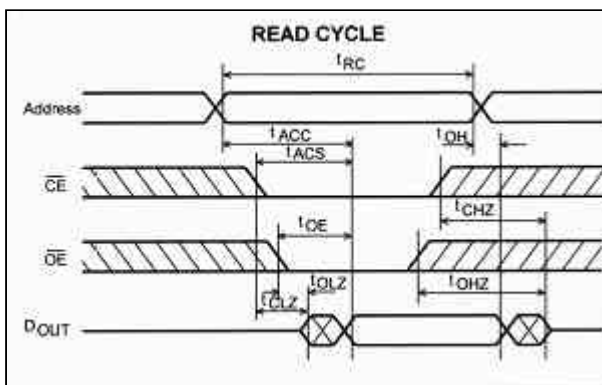 READ CYCLE
tRC
Address
tACC
tOH
tACS
CE
tCHZ
tOE
OE
tOHZ
tOLZ
tCLZ
DOUT